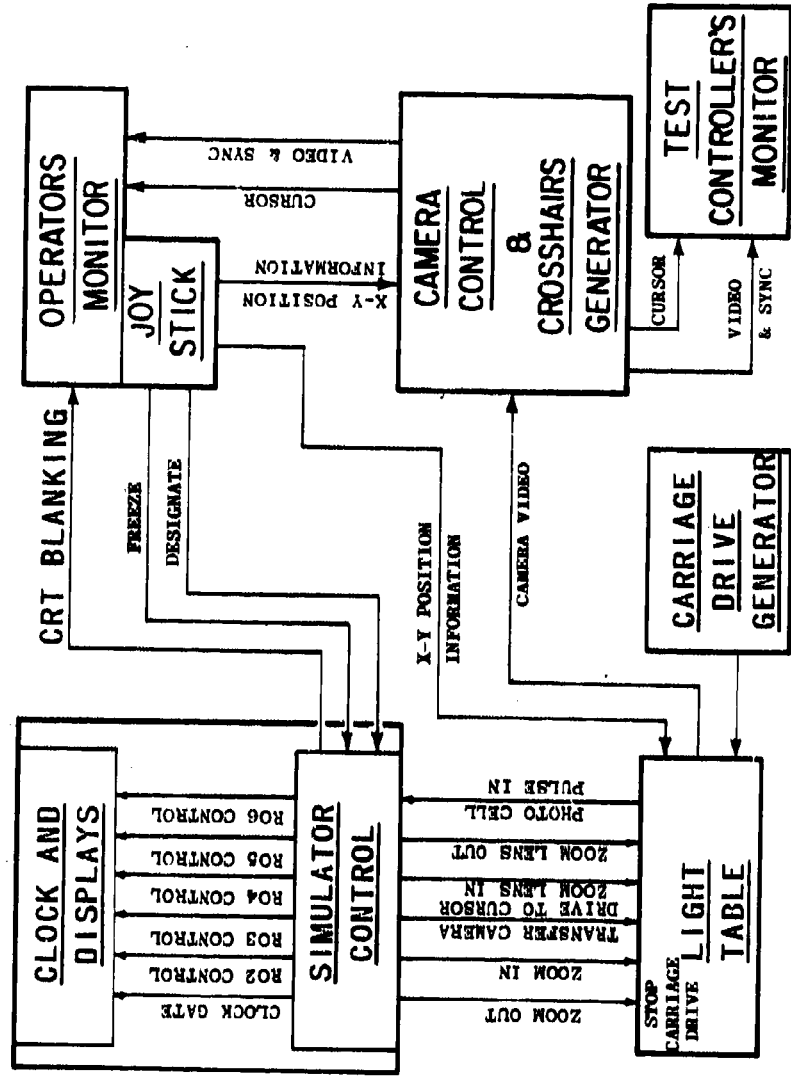 OPERATORS
MONITOR
JOY
STICK
CLOCK AND
DISPLAYS
CRT BLANKING
FREEZE
DESIGNATE
VIDEO & SYNC
CURSOR
X-Y POSITION
INFORMATION
CLOCK GATE
RO2 CONTROL
RO3 CONTROL
RO4 CONTROL
RO5 CONTROL
RO6 CONTROL
SIMULATOR
CONTROL
X-Y POSITION
INFORMATION
CAMERA
CONTROL
&
CROSSHAIRS
GENERATOR
CAMERA VIDEO
ZOOM OUT
ZOOM IN
TRANSFER CAMERA
DRIVE TO CURSOR
ZOOM LENS IN
ZOOM LENS OUT
PHOTO CELL
PULSE IN
STOP
CARRIAGE
DRIVE
LIGHT
TABLE
CARRIAGE
DRIVE
GENERATOR
CURSOR
VIDEO
& SYNC
TEST
CONTROLLER'S
MONITOR